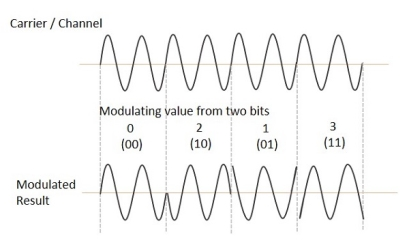 Carrier / Channel
Modulating value from two bits
0 2 1 3
(00) (10) (01) (11)
Modulated
Result